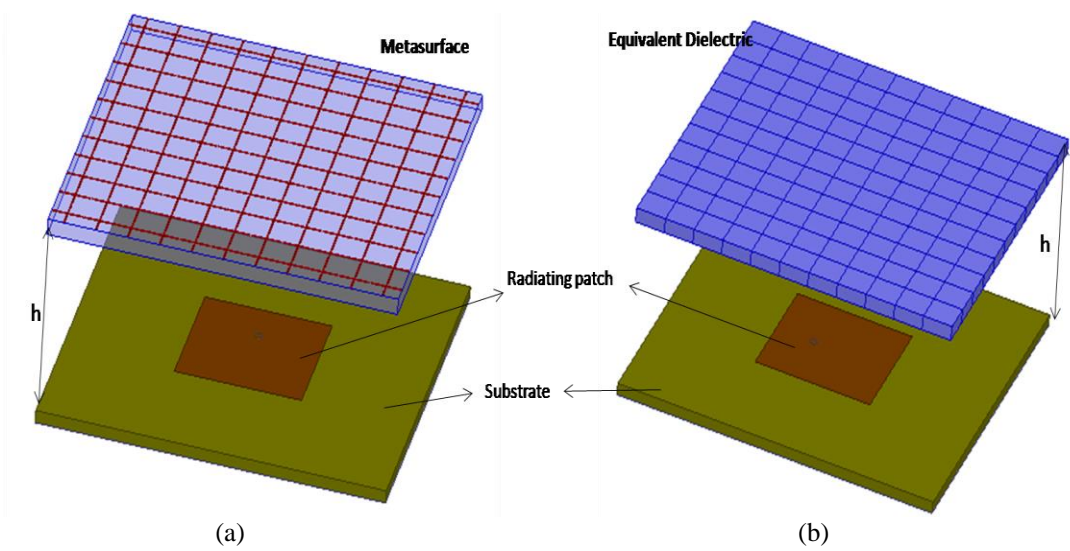 Metasurface
Equivalent Dielectric
h
h
Radiating patch
Substrate
(a)
(b)